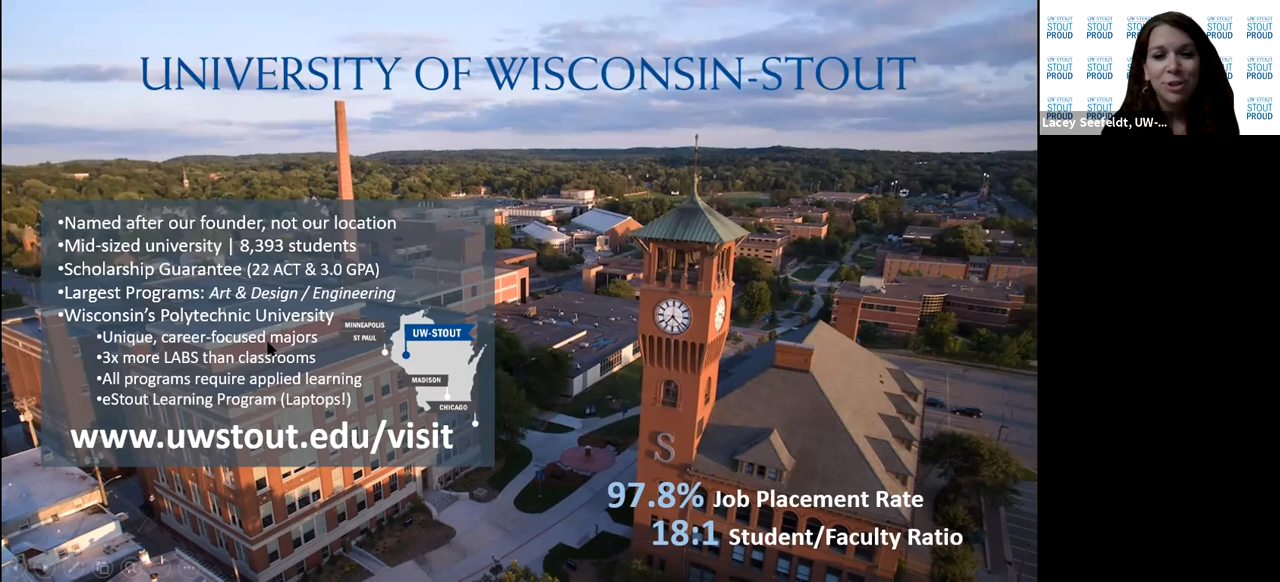 UNIVERSITY OF WISCONSIN-STOUT
•Named after our founder, not our location
•Mid-sized university | 8,393 students
•Scholarship Guarantee (22 ACT & 3.0 GPA)
•Largest Programs: Art & Design / Engineering
•Wisconsin’s Polytechnic University
•Unique, career-focused majors
•3x more LABS than classrooms
•All programs require applied learning
•eStout Learning Program (Laptops!)
MINNEAPOLIS
ST PAUL
UW-STOUT
MADISON
CHICAGO
www.uwstout.edu/visit
S
97.8% Job Placement Rate
18:1 Student/Faculty Ratio
UW STOUT
STOUT
PROUD
Lacey Seefeldt, UW-...